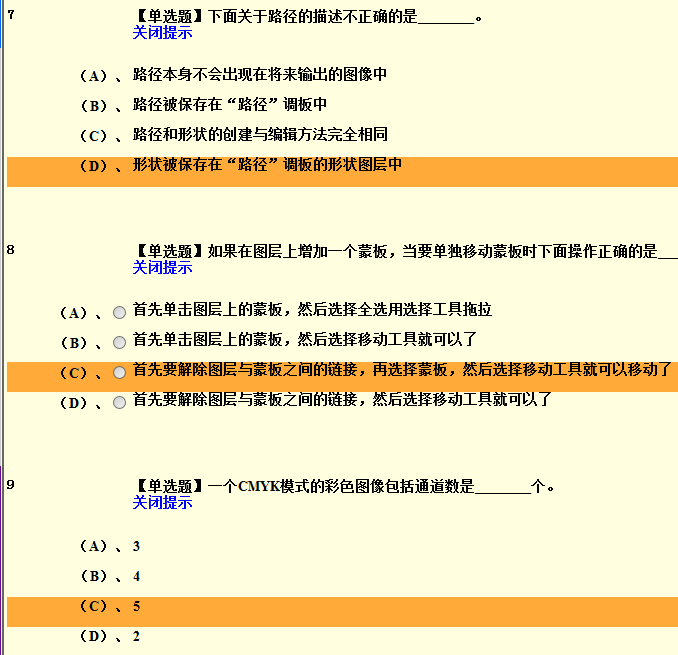 7 【单选题】下面关于路径的描述不正确的是________。
关闭提示
(A)、路径本身不会出现在将来输出的图像中
(B)、路径被保存在“路径”调板中
(C)、路径和形状的创建与编辑方法完全相同
(D)、形状被保存在“路径”调板的形状图层中
8 【单选题】如果在图层上增加一个蒙板，当要单独移动蒙板时下面操作正确的是___
关闭提示
(A)、首先单击图层上的蒙板，然后选择全选用选择工具拖拉
(B)、首先单击图层上的蒙板，然后选择移动工具就可以了
(C)、首先要解除图层与蒙板之间的链接，再选择蒙板，然后选择移动工具就可以移动了
(D)、首先要解除图层与蒙板之间的链接，然后选择移动工具就可以了
9 【单选题】一个CMYK模式的彩色图像包括通道数是________个。
关闭提示
(A)、3
(B)、4
(C)、5
(D)、2